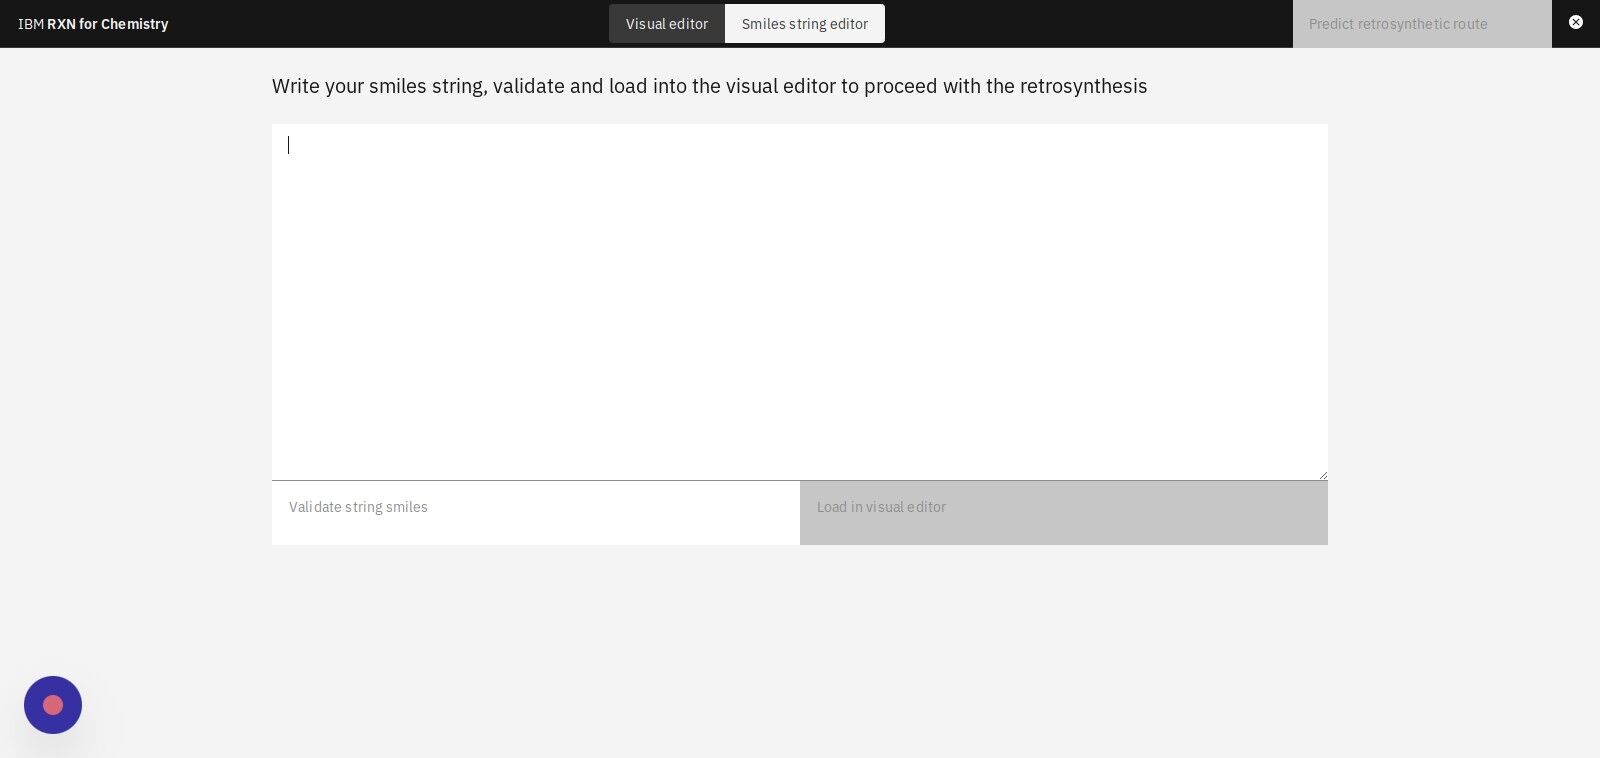 IBM RXN for Chemistry
Visual editor
Smiles string editor
Predict retrosynthetic route
Write your smiles string, validate and load into the visual editor to proceed with the retrosynthesis
Validate string smiles
Load in visual editor